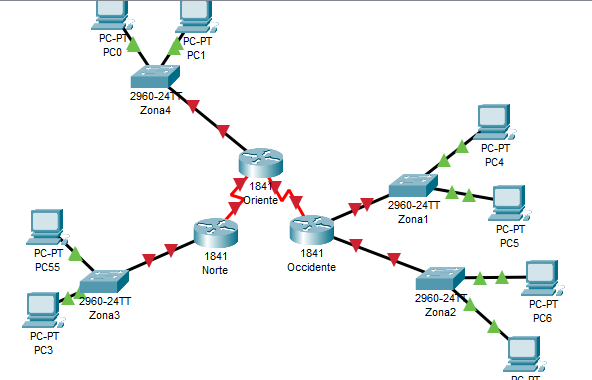 PC-PT
PC0
PC-PT
PC1
2960-24TT
Zona4
1841
Oriente
PC-PT
PC4
2960-24TT
Zona1
PC-PT
PC5
1841
Norte
1841
Occidente
PC-PT
PC55
2960-24TT
Zona3
PC-PT
PC3
2960-24TT
Zona2
PC-PT
PC6
PC-PT